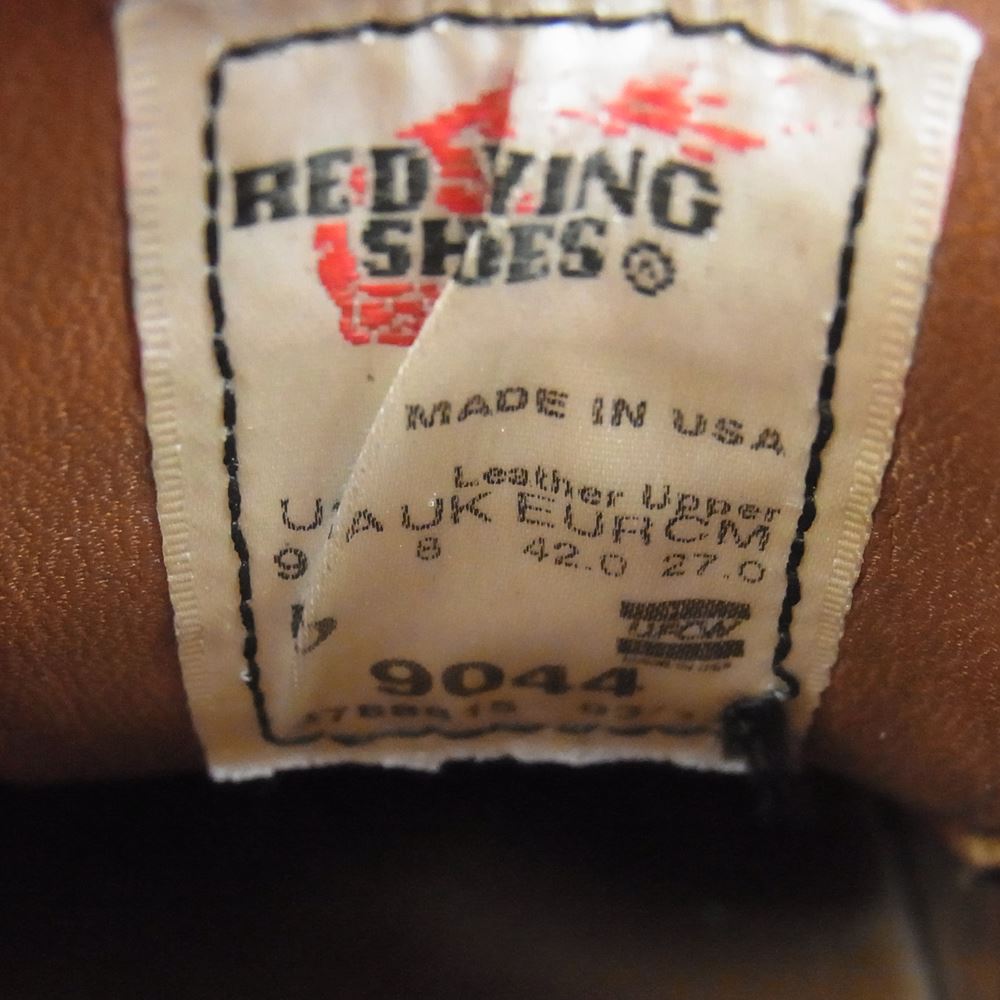 RED WING
SHOES ®
MADE IN USA
Leather Upper
USA UK EUR CM
9 8 42.0 27.0
UFCW
9044